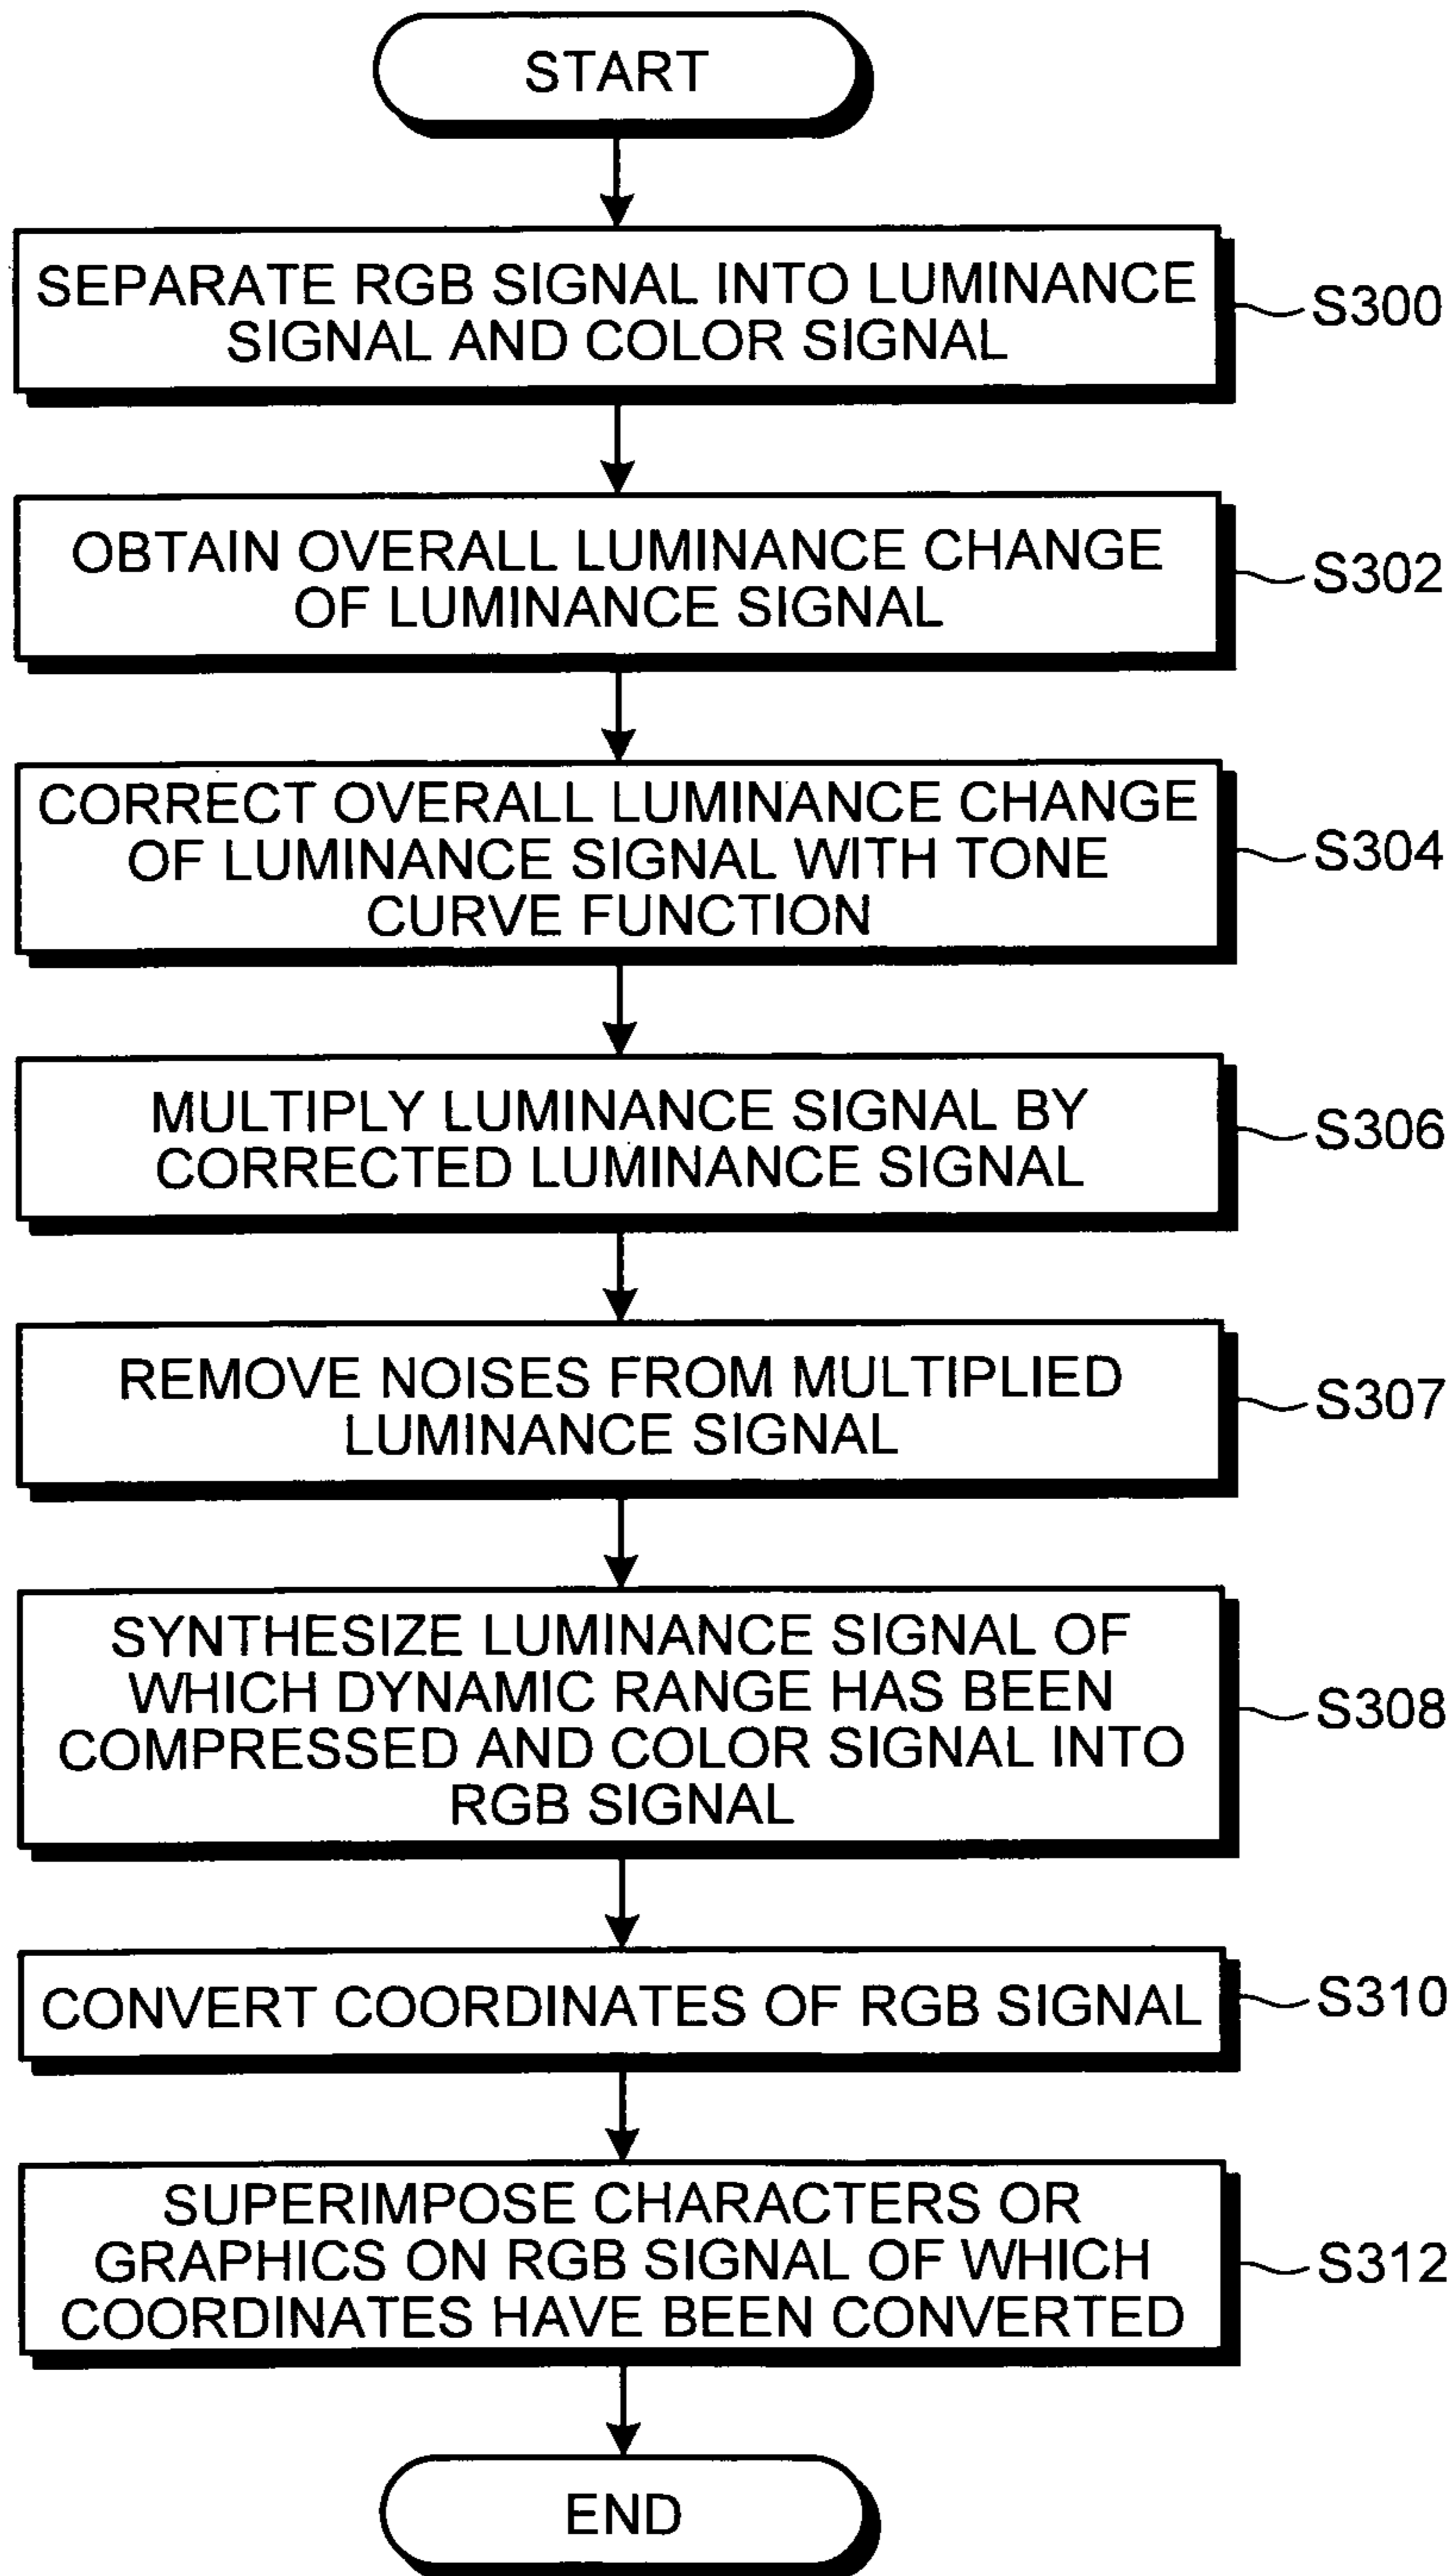 START
SEPARATE RGB SIGNAL INTO LUMINANCE
SIGNAL AND COLOR SIGNAL
S300
OBTAIN OVERALL LUMINANCE CHANGE
OF LUMINANCE SIGNAL
S302
CORRECT OVERALL LUMINANCE CHANGE
OF LUMINANCE SIGNAL WITH TONE
CURVE FUNCTION
S304
MULTIPLY LUMINANCE SIGNAL BY
CORRECTED LUMINANCE SIGNAL
S306
REMOVE NOISES FROM MULTIPLIED
LUMINANCE SIGNAL
S307
SYNTHESIZE LUMINANCE SIGNAL OF
WHICH DYNAMIC RANGE HAS BEEN
COMPRESSED AND COLOR SIGNAL INTO
RGB SIGNAL
S308
CONVERT COORDINATES OF RGB SIGNAL
S310
SUPERIMPOSE CHARACTERS OR
GRAPHICS ON RGB SIGNAL OF WHICH
COORDINATES HAVE BEEN CONVERTED
S312
END